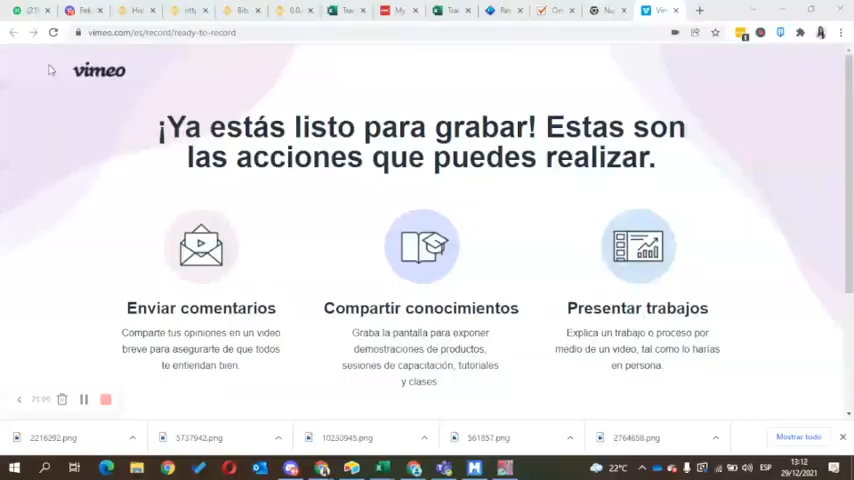 vimeo.com/es/record/ready-to-record
vimeo
¡Ya estás listo para grabar! Estas son
las acciones que puedes realizar.
Enviar comentarios
Comparte tus opiniones en un video
breve para asegurarte de que todos
te entiendan bien.
Compartir conocimientos
Graba la pantalla para exponer
demostraciones de productos,
sesiones de capacitación, tutoriales
y clases.
Presentar trabajos
Explica un trabajo o proceso por
medio de un video, tal como lo harías
en persona.
2216292.png
5737942.png
10230945.png
561857.png
2764658.png
Mostrar todo
22°C
ESP
13:12
29/12/2021